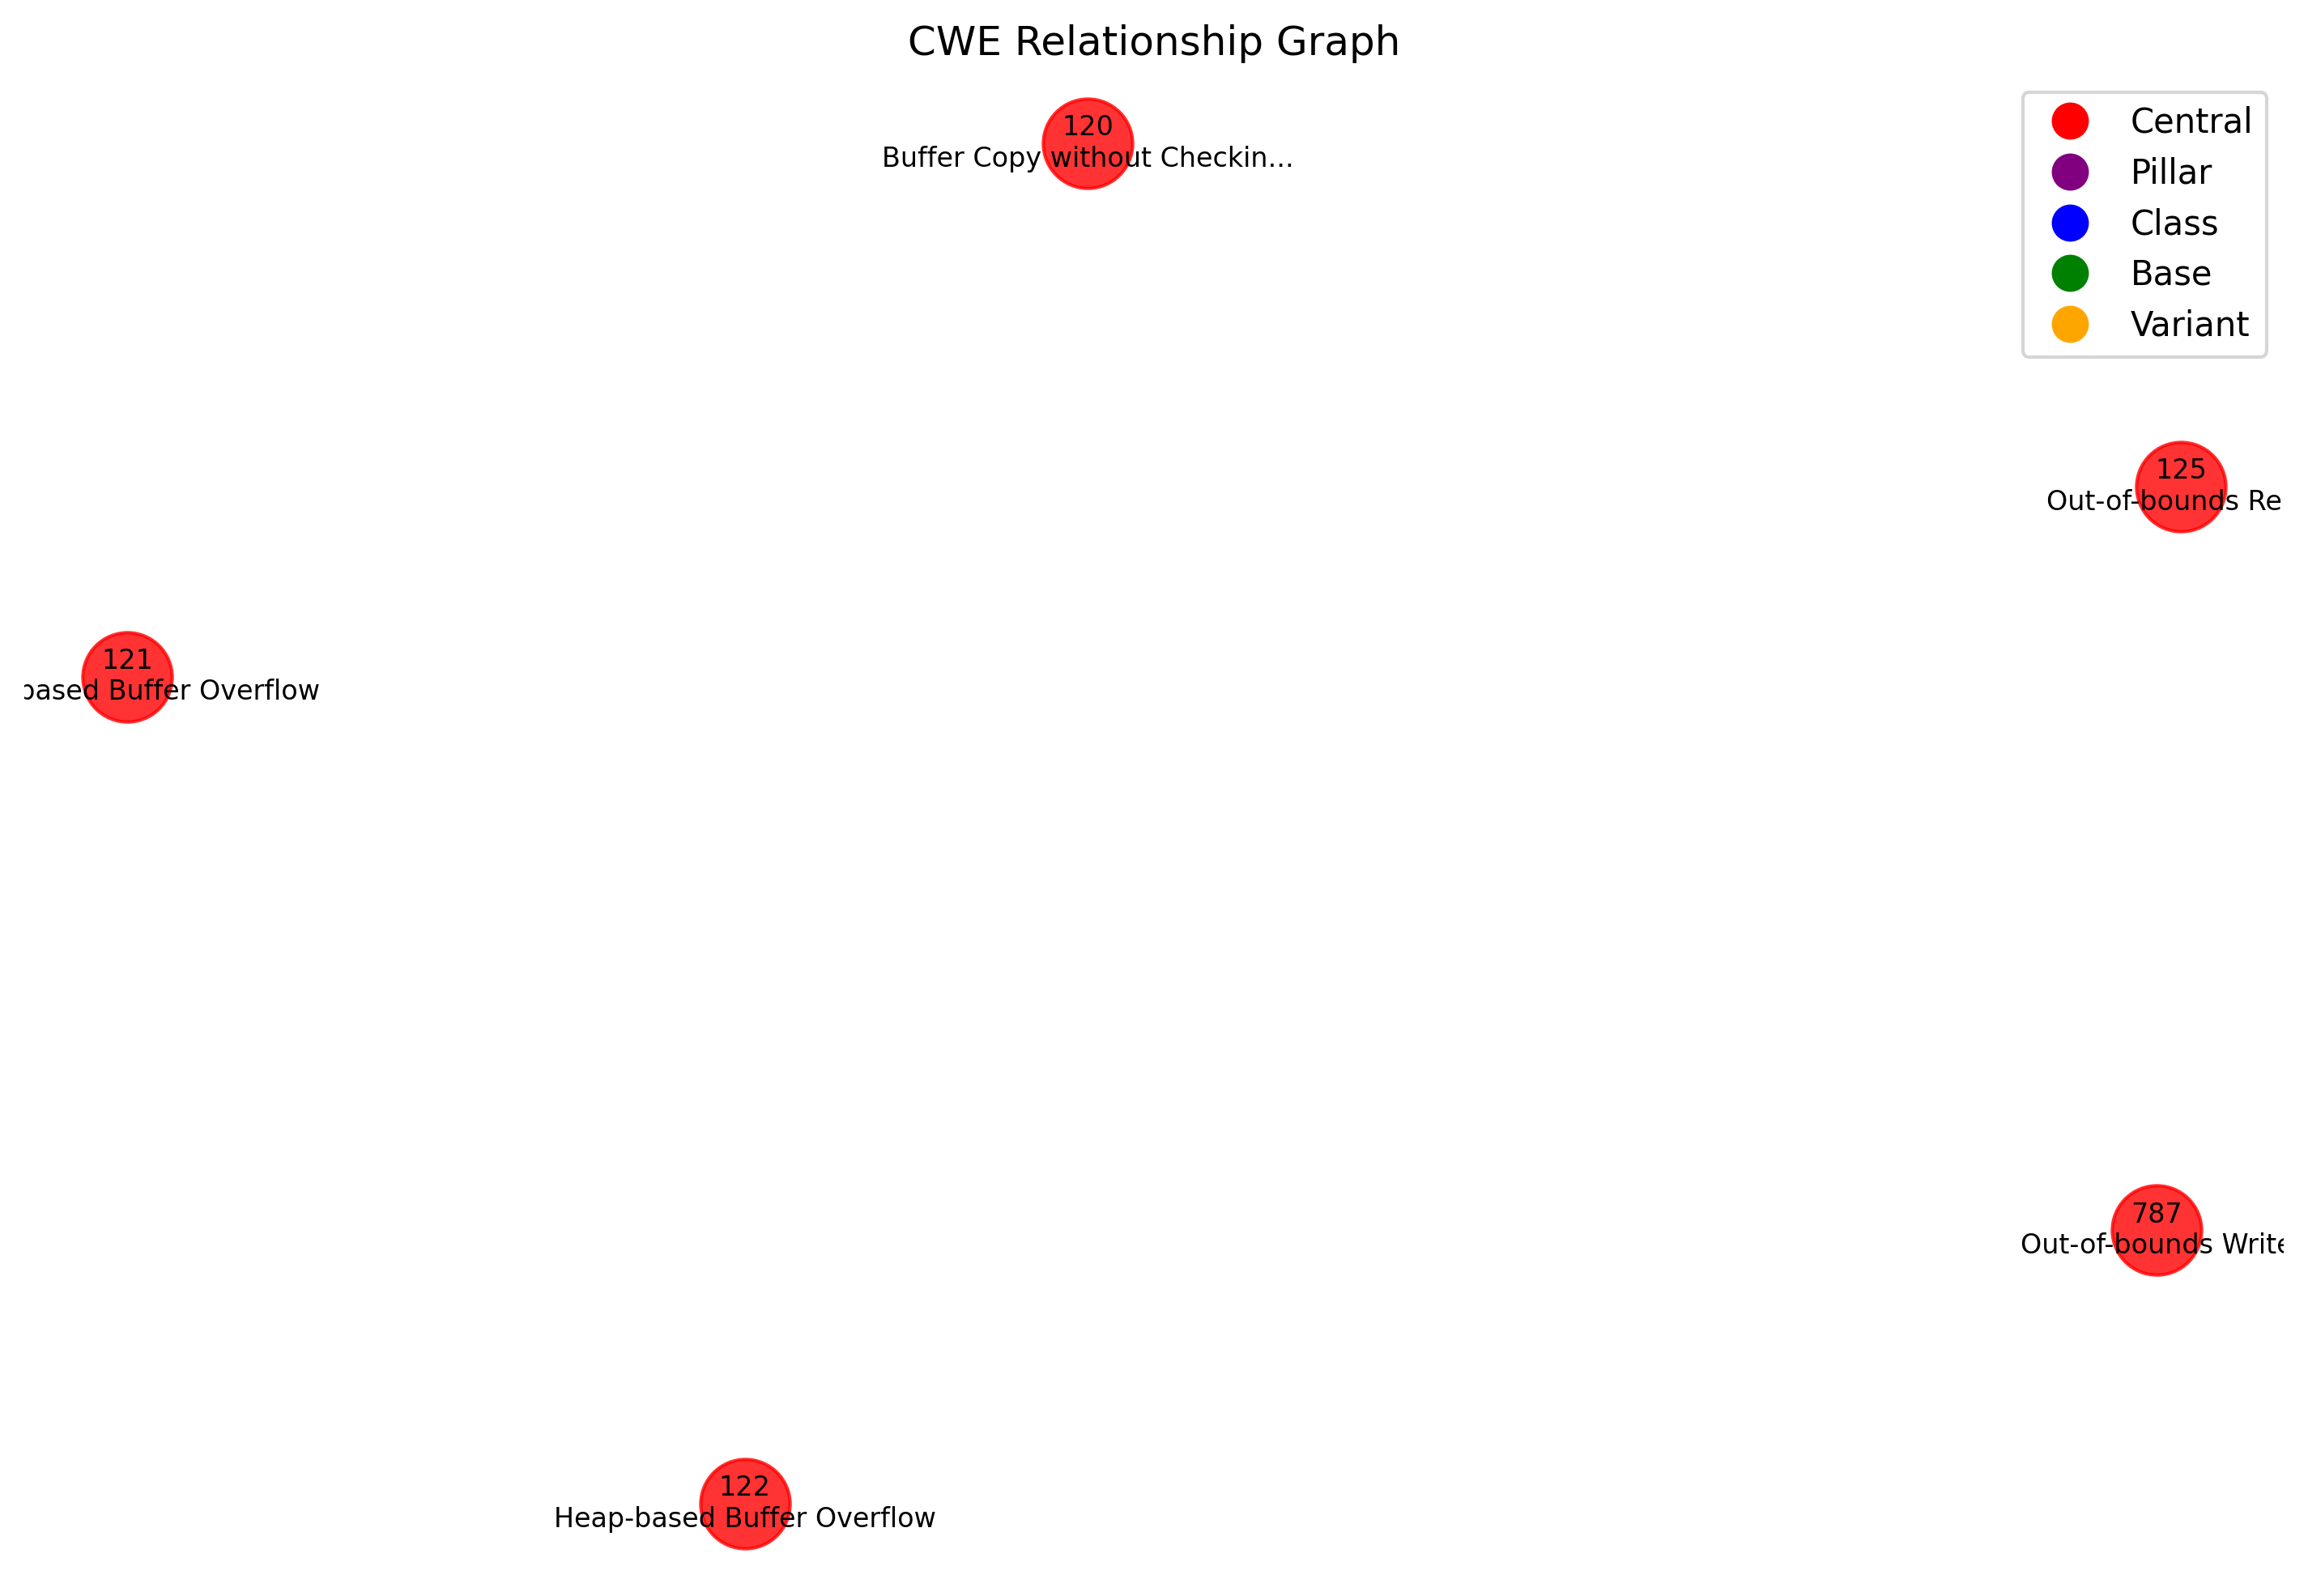 CWE Relationship Graph
120
Buffer Copy without Checkin...
Central
Pillar
Class
Base
Variant
125
Out-of-bounds Re
121
based Buffer Overflow
787
Out-of-bounds Write
122
Heap-based Buffer Overflow